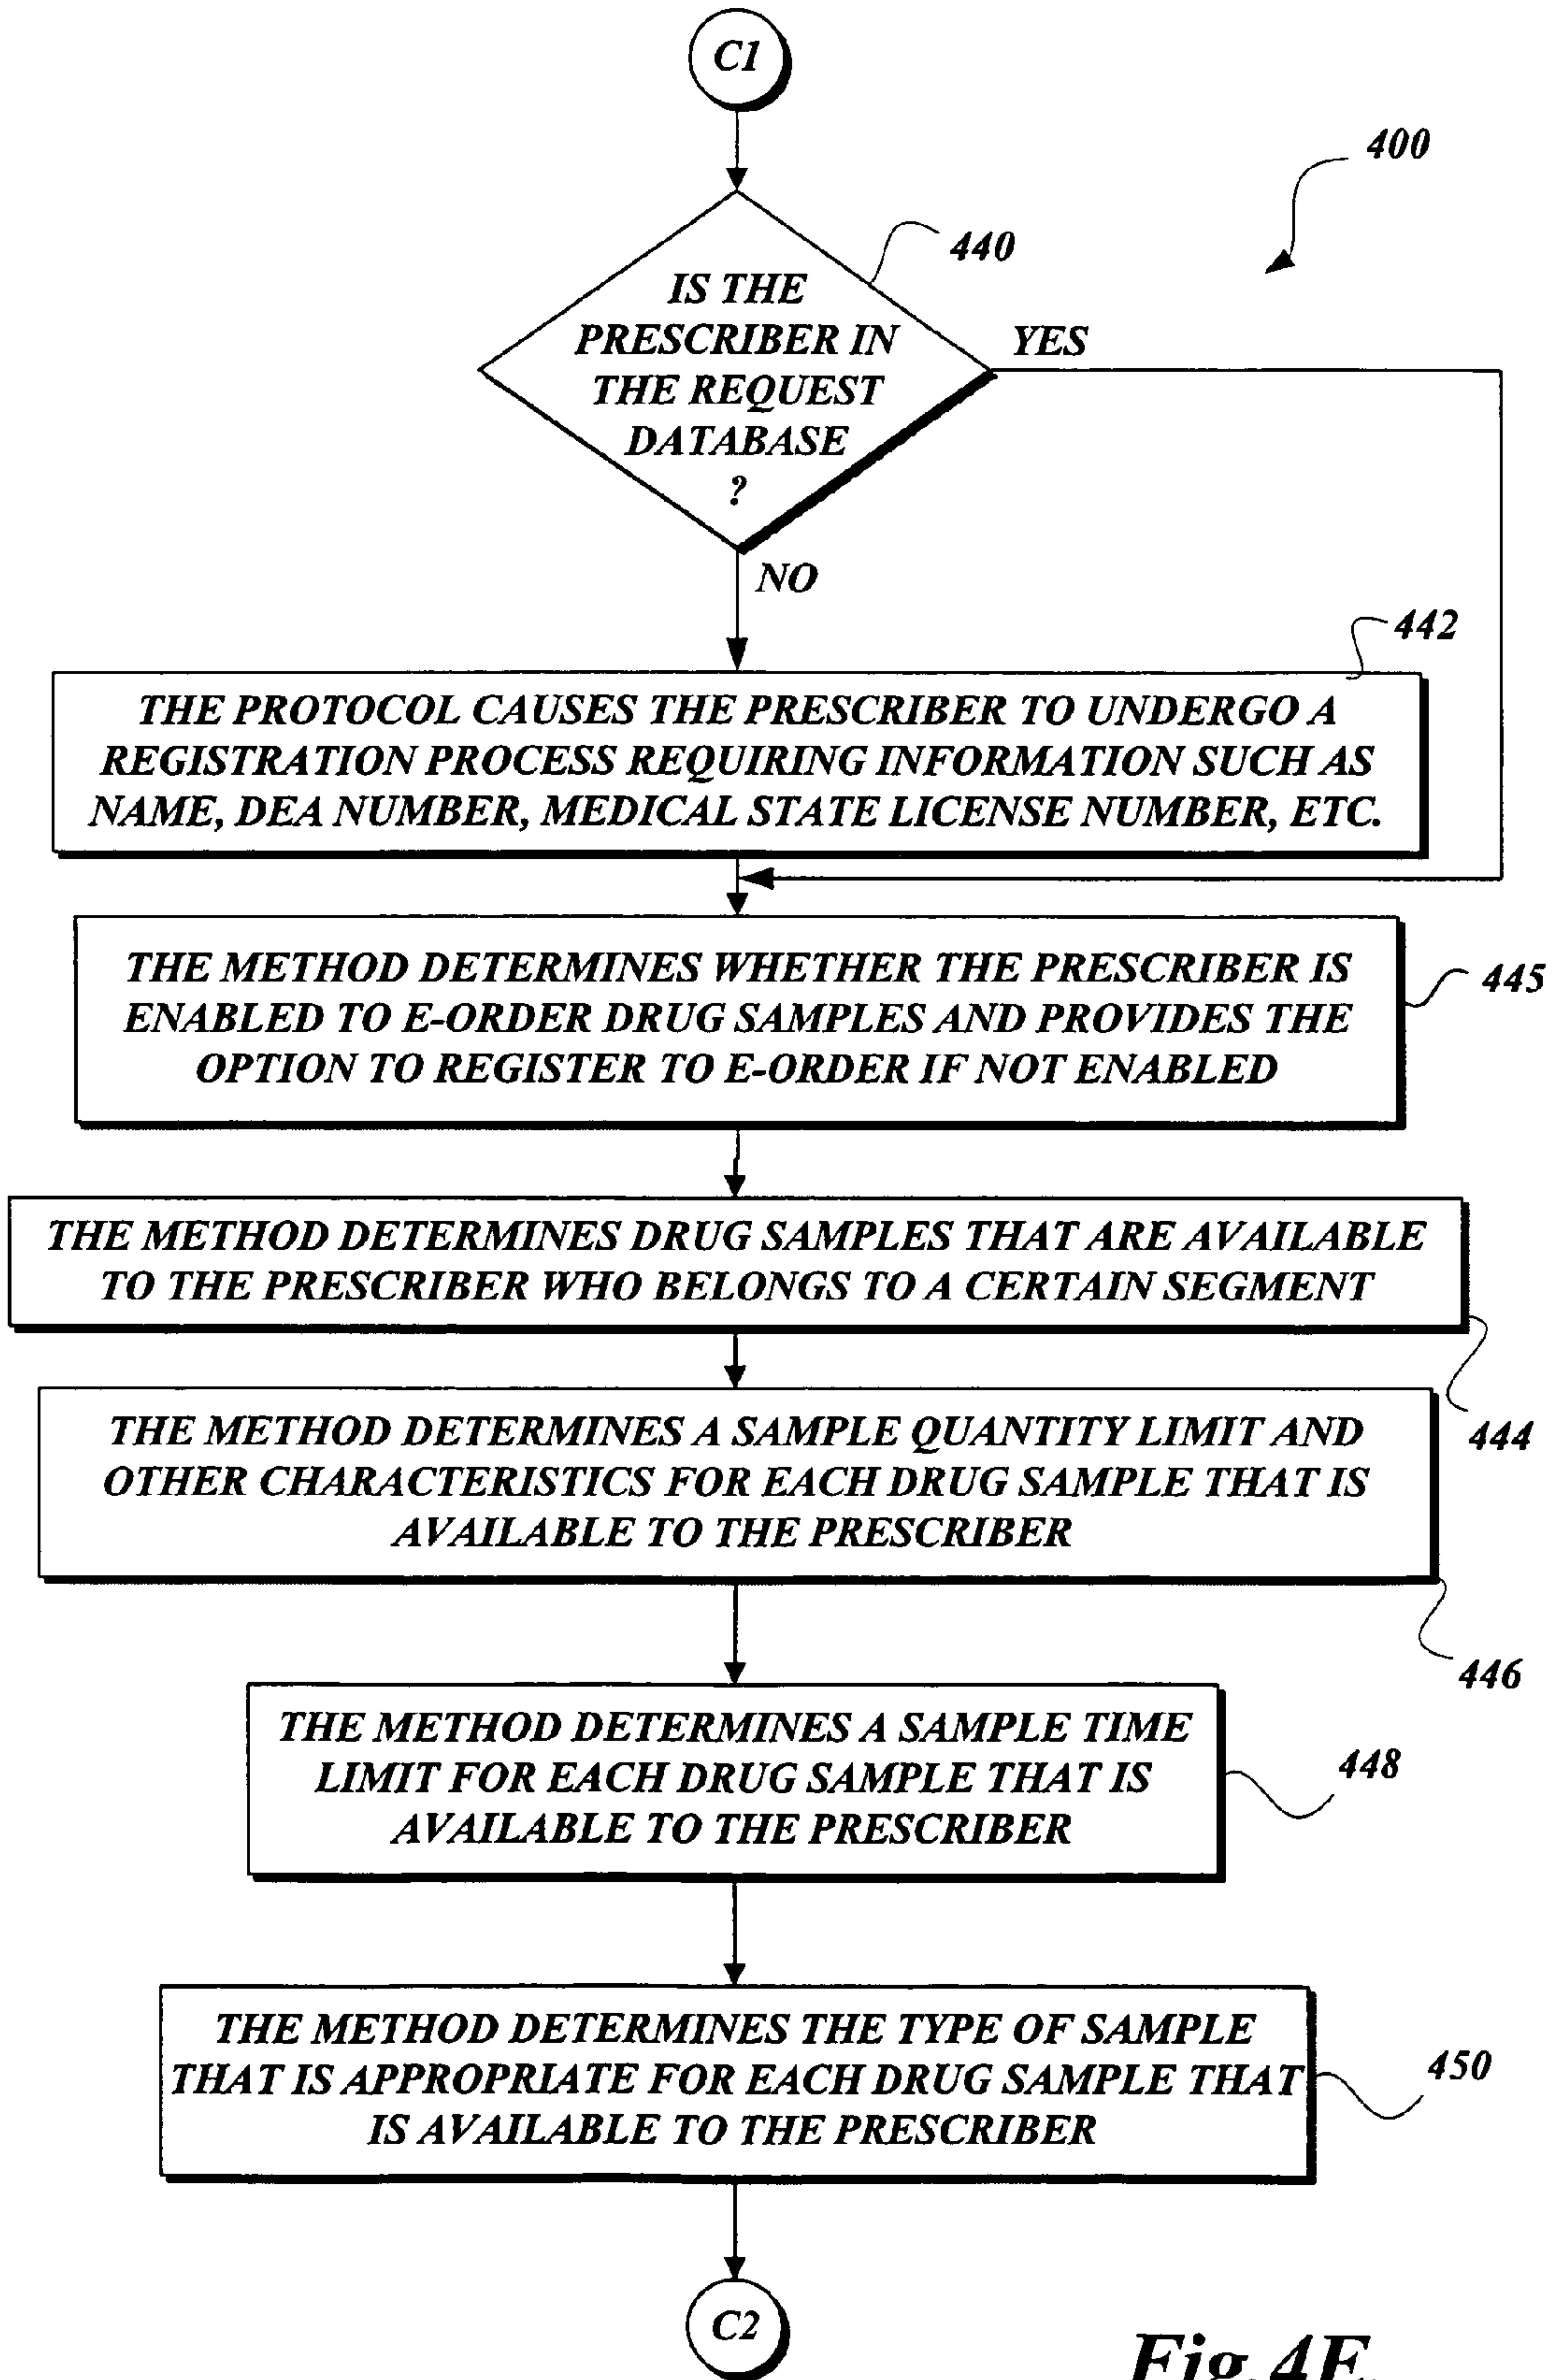 C1
400
440
IS THE
PRESCRIBER IN
THE REQUEST
DATABASE
?
YES
NO
442
THE PROTOCOL CAUSES THE PRESCRIBER TO UNDERGO A
REGISTRATION PROCESS REQUIRING INFORMATION SUCH AS
NAME, DEA NUMBER, MEDICAL STATE LICENSE NUMBER, ETC.
THE METHOD DETERMINES WHETHER THE PRESCRIBER IS
ENABLED TO E-ORDER DRUG SAMPLES AND PROVIDES THE
OPTION TO REGISTER TO E-ORDER IF NOT ENABLED
445
THE METHOD DETERMINES DRUG SAMPLES THAT ARE AVAILABLE
TO THE PRESCRIBER WHO BELONGS TO A CERTAIN SEGMENT
444
THE METHOD DETERMINES A SAMPLE QUANTITY LIMIT AND
OTHER CHARACTERISTICS FOR EACH DRUG SAMPLE THAT IS
AVAILABLE TO THE PRESCRIBER
446
THE METHOD DETERMINES A SAMPLE TIME
LIMIT FOR EACH DRUG SAMPLE THAT IS
AVAILABLE TO THE PRESCRIBER
448
THE METHOD DETERMINES THE TYPE OF SAMPLE
THAT IS APPROPRIATE FOR EACH DRUG SAMPLE THAT
IS AVAILABLE TO THE PRESCRIBER
450
C2
Fig.4E.